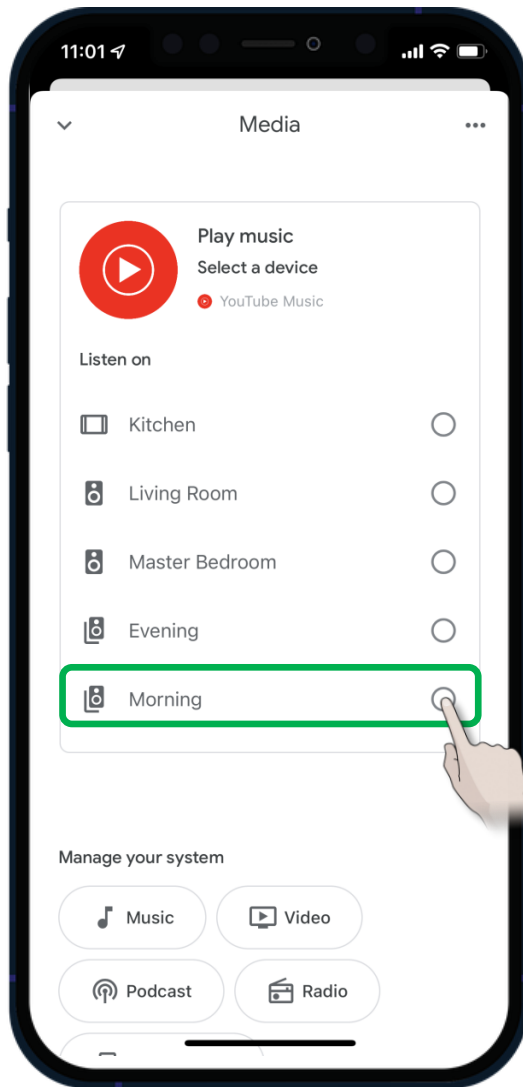 11:01
Media
Play music
Select a device
YouTube Music
Listen on
Kitchen
Living Room
Master Bedroom
Evening
Morning
Manage your system
Music
Video
Podcast
Radio